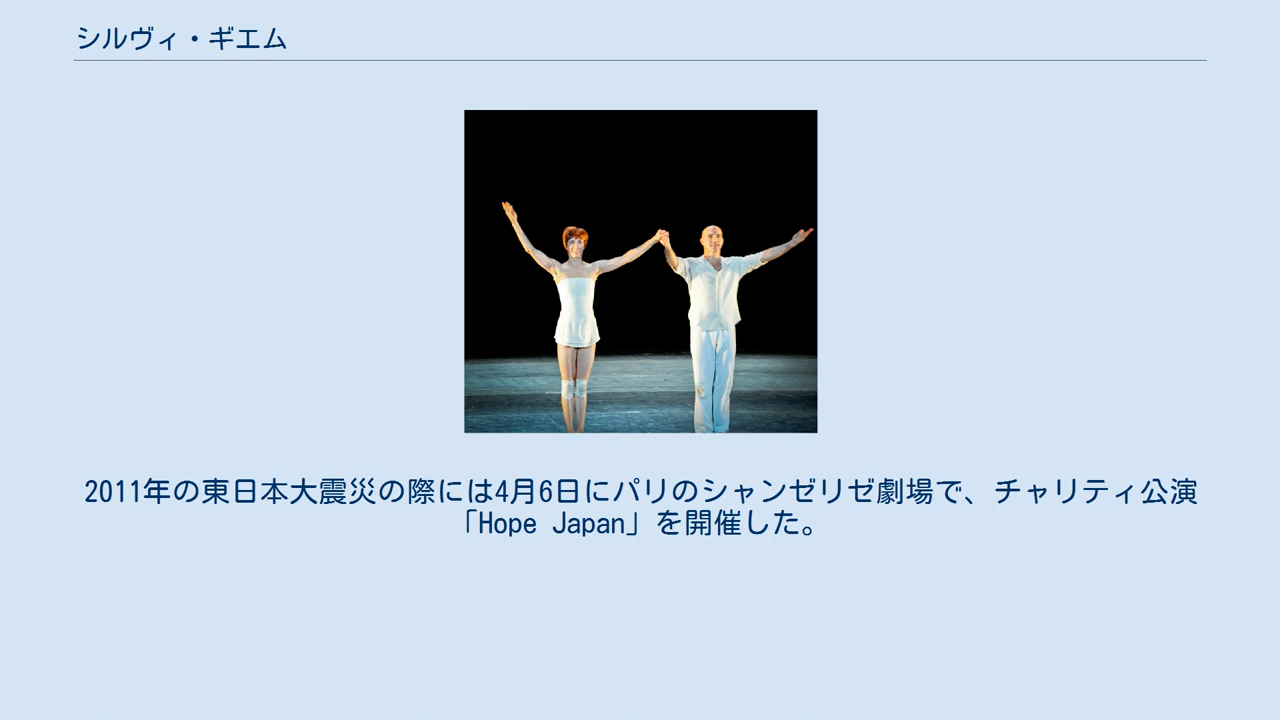 シルヴィ・ギエム
2011年の東日本大震災の際には4月6日にパリのシャンゼリゼ劇場で、チャリティ公演
「Hope Japan」を開催した。